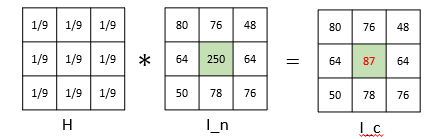 1/9 1/9 1/9 80 76 48 80 76 48
1/9 1/9 1/9 * 64 250 64 = 64 87 64
1/9 1/9 1/9 50 78 76 50 78 76
H I_n I_c